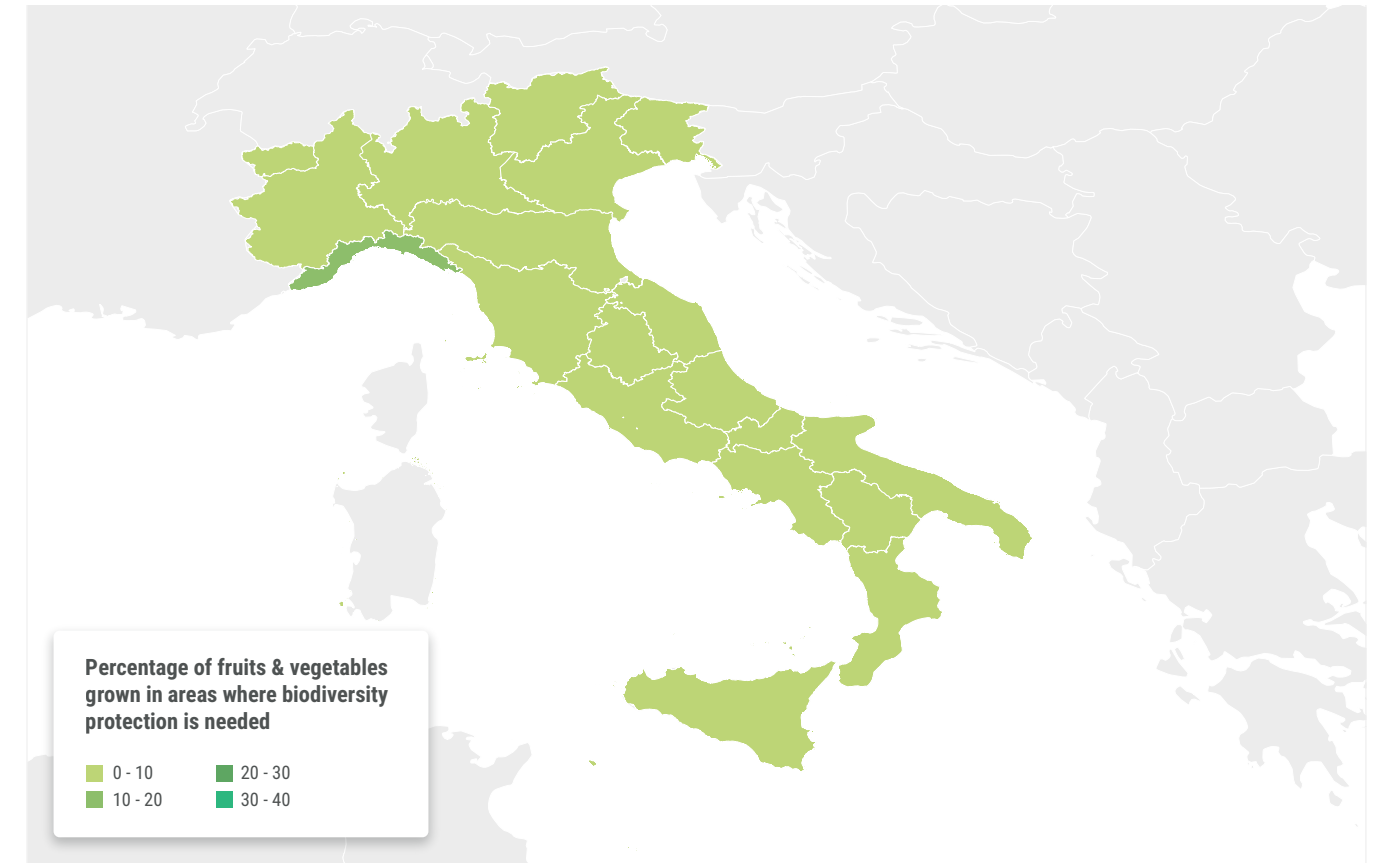 Percentage of fruits & vegetables
grown in areas where biodiversity
protection is needed
0 - 10
20 - 30
10 - 20
30 - 40